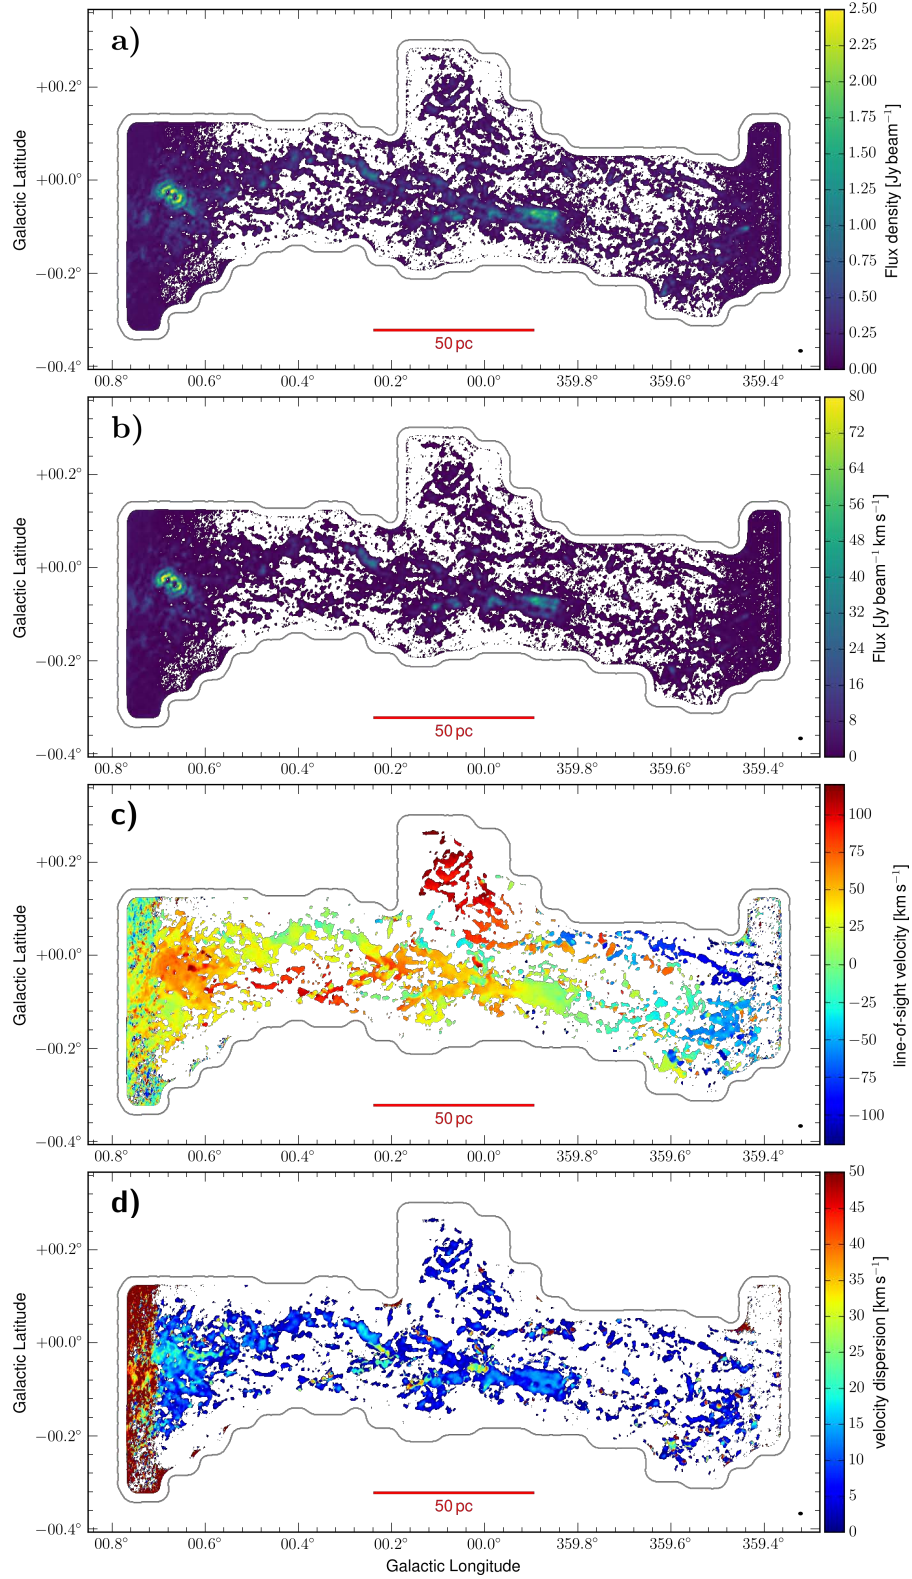 a)
+00.2°
+00.0°
−00.2°
−00.4°
Galactic Latitude
50 pc
00.8° 00.6° 00.4° 00.2° 00.0° 359.8° 359.6° 359.4°
2.50
2.25
2.00
1.75
1.50
1.25
1.00
0.75
0.50
0.25
0.00
Flux density [Jy beam⁻¹]
b)
+00.2°
+00.0°
−00.2°
−00.4°
Galactic Latitude
50 pc
00.8° 00.6° 00.4° 00.2° 00.0° 359.8° 359.6° 359.4°
80
72
64
56
48
40
32
24
16
8
0
Flux [Jy beam⁻¹ km s⁻¹]
c)
+00.2°
+00.0°
−00.2°
−00.4°
Galactic Latitude
50 pc
00.8° 00.6° 00.4° 00.2° 00.0° 359.8° 359.6° 359.4°
100
75
50
25
0
−25
−50
−75
−100
line-of-sight velocity [km s⁻¹]
d)
+00.2°
+00.0°
−00.2°
−00.4°
Galactic Latitude
50 pc
00.8° 00.6° 00.4° 00.2° 00.0° 359.8° 359.6° 359.4°
Galactic Longitude
50
45
40
35
30
25
20
15
10
5
0
velocity dispersion [km s⁻¹]